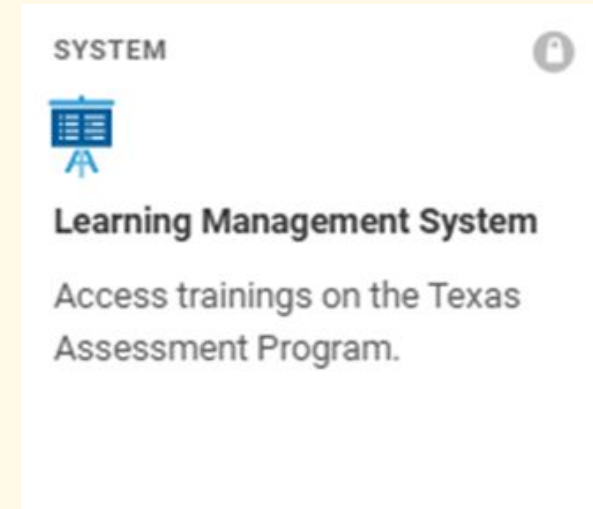 SYSTEM
Learning Management System
Access trainings on the Texas
Assessment Program.